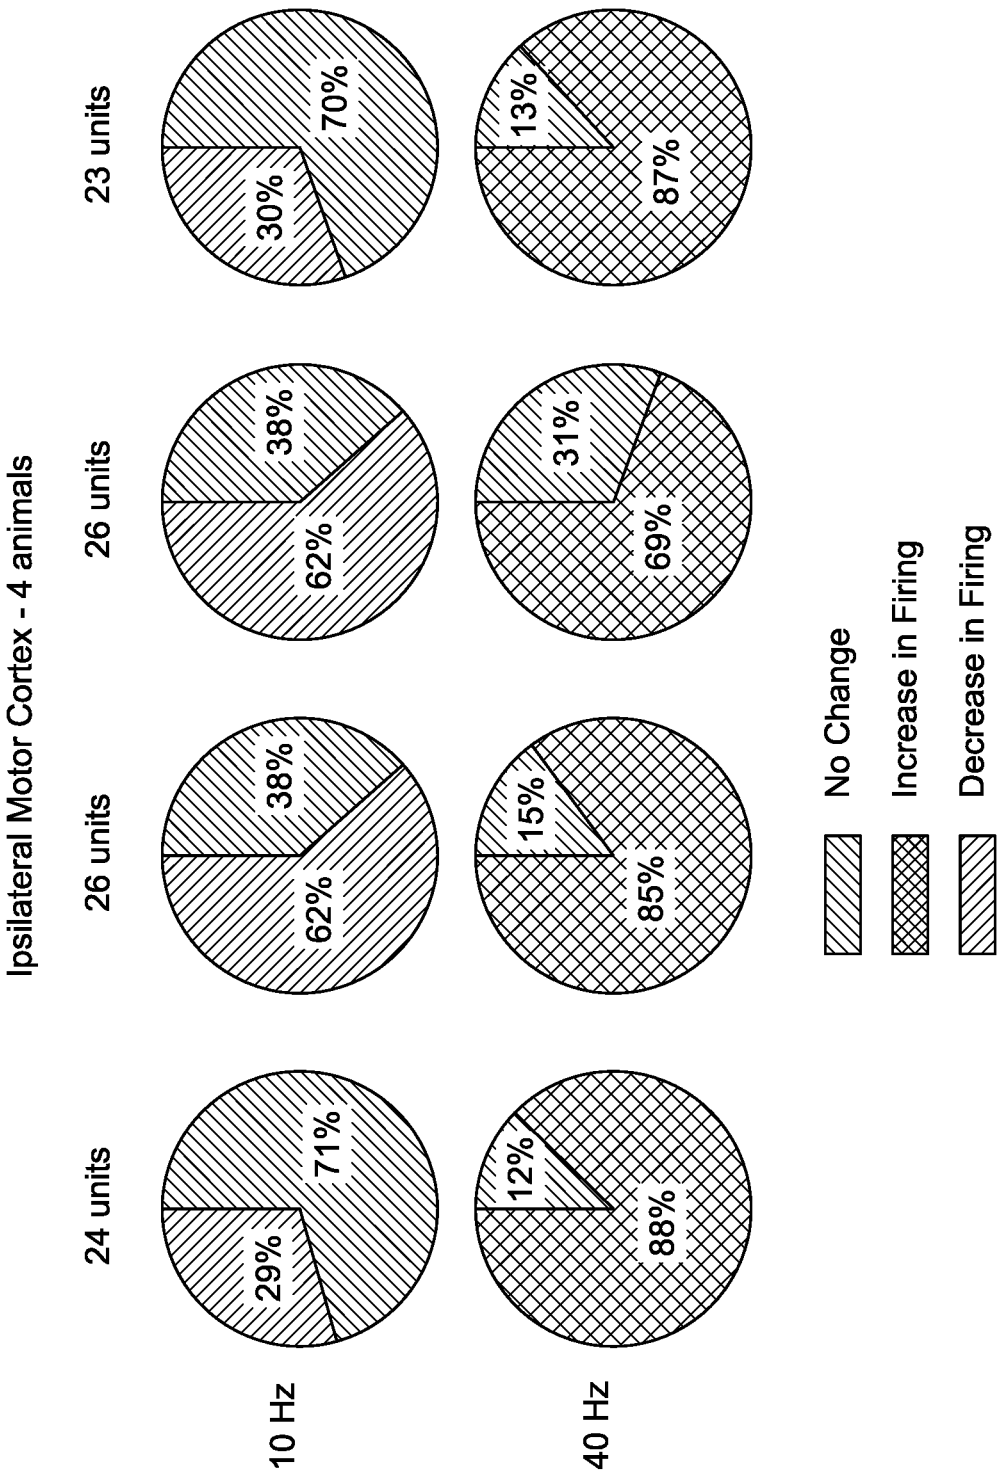 Ipsilateral Motor Cortex - 4 animals
24 units
26 units
26 units
23 units
10 Hz
29%
71%
62%
38%
62%
38%
30%
70%
40 Hz
12%
88%
15%
85%
31%
69%
13%
87%
No Change
Increase in Firing
Decrease in Firing